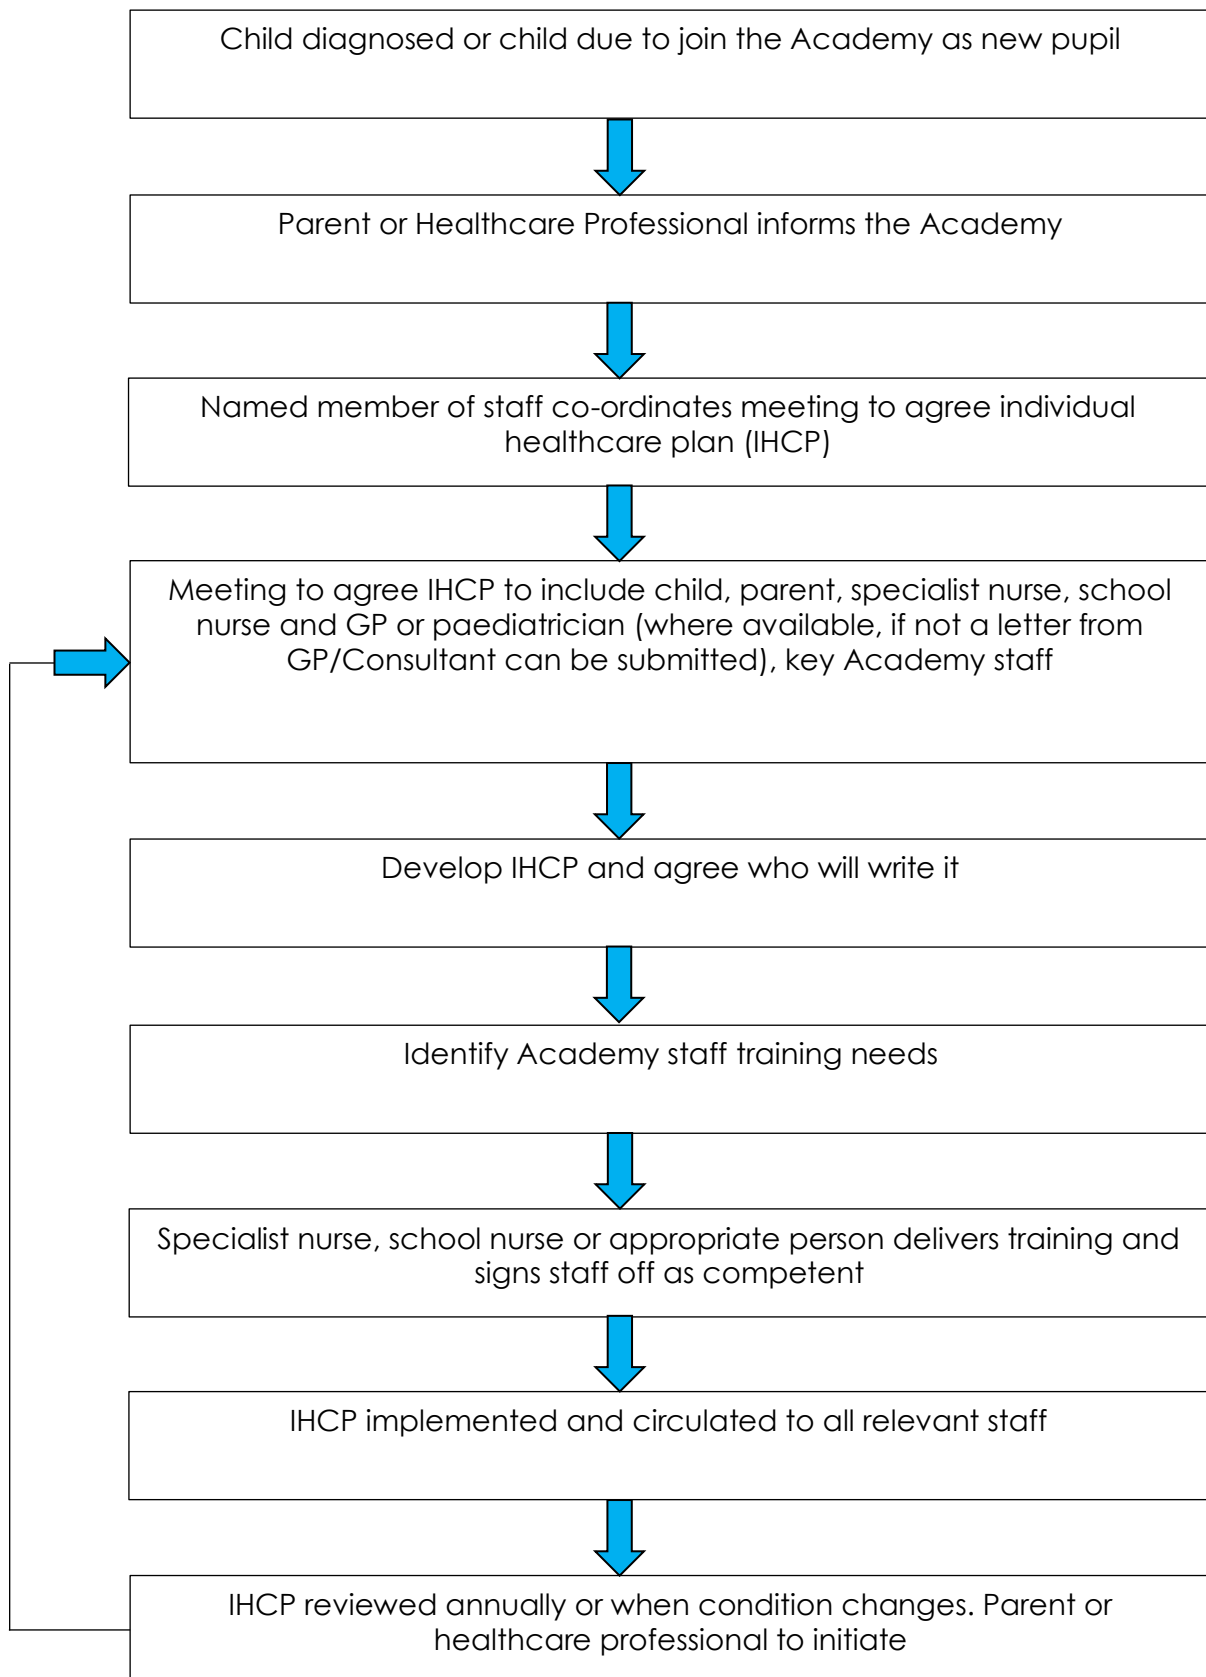 Child diagnosed or child due to join the Academy as new pupil
Parent or Healthcare Professional informs the Academy
Named member of staff co-ordinates meeting to agree individual
healthcare plan (IHCP)
Meeting to agree IHCP to include child, parent, specialist nurse, school
nurse and GP or paediatrician (where available, if not a letter from
GP/Consultant can be submitted), key Academy staff
Develop IHCP and agree who will write it
Identify Academy staff training needs
Specialist nurse, school nurse or appropriate person delivers training and
signs staff off as competent
IHCP implemented and circulated to all relevant staff
IHCP reviewed annually or when condition changes. Parent or
healthcare professional to initiate